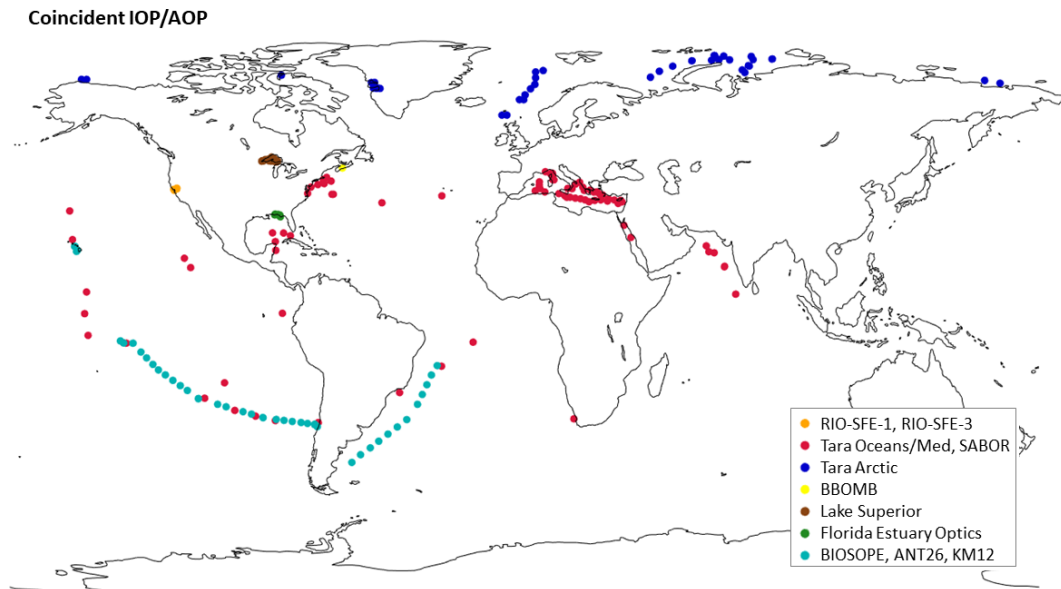 Coincident IOP/AOP
RIO-SFE-1, RIO-SFE-3
Tara Oceans/Med, SABOR
Tara Arctic
BBOMB
Lake Superior
Florida Estuary Optics
BIOSOPE, ANT26, KM12